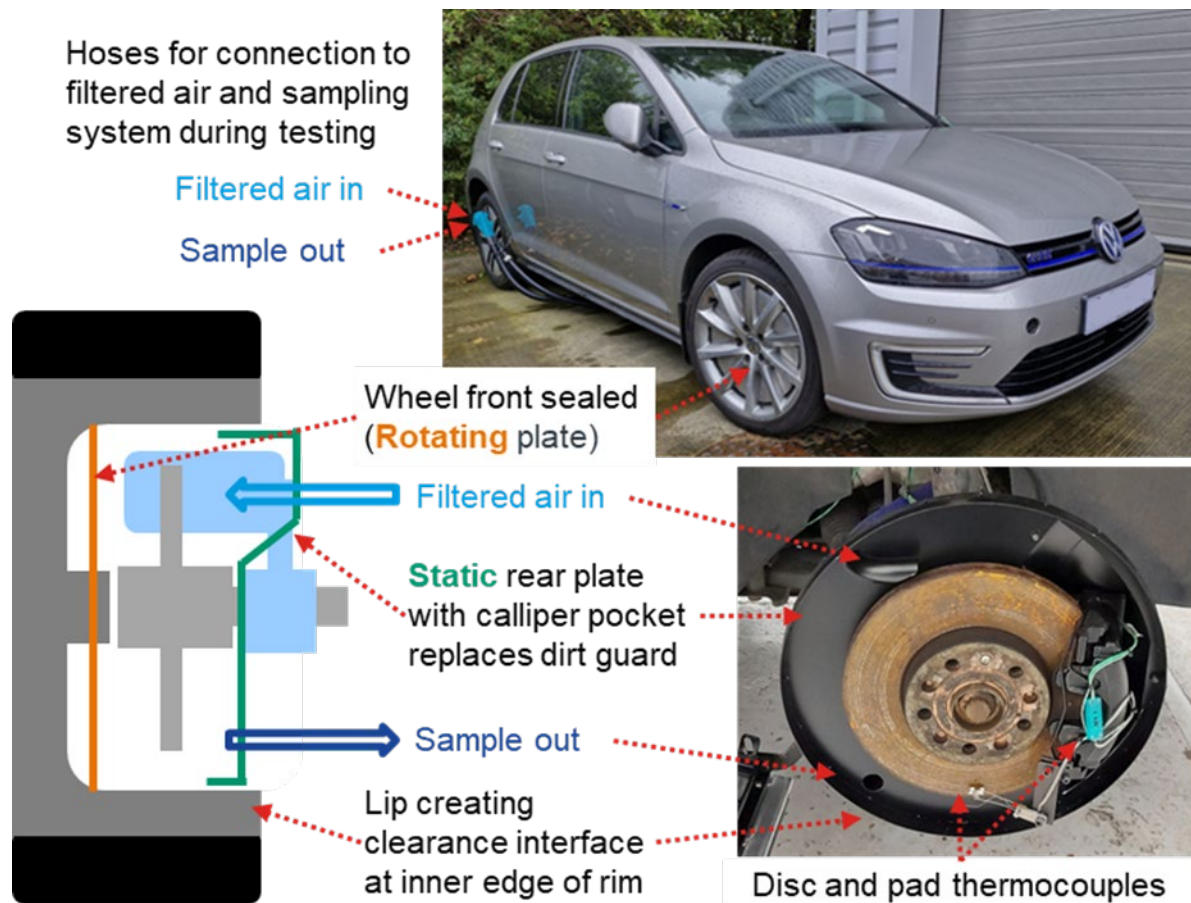 Hoses for connection to
filtered air and sampling
system during testing
Filtered air in
Sample out
Wheel front sealed
(Rotating plate)
Filtered air in
Static rear plate
with calliper pocket
replaces dirt guard
Sample out
Lip creating
clearance interface
at inner edge of rim
Disc and pad thermocouples